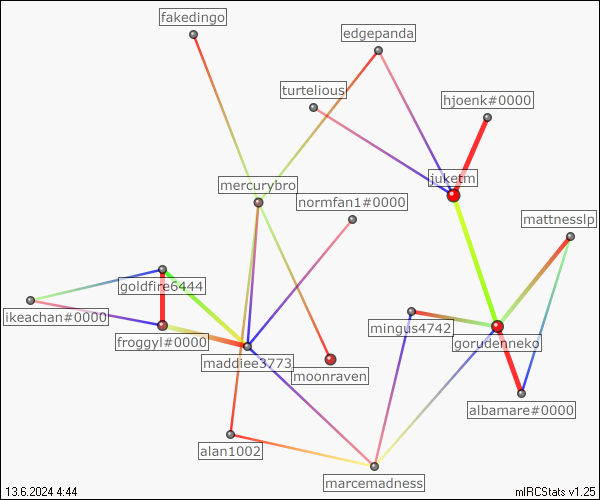 fakedingo
edgepanda
turtelious
hjoenk#0000
juketm
mercurybro
normfan1#0000
mattnesslp
goldfire6444
ikeachan#0000
mingus4742
froggyl#0000
gorudenneko
maddiee3773
moonraven
albamare#0000
alan1002
marcemadness
13.6.2024 4:44
mIRCStats v1.25